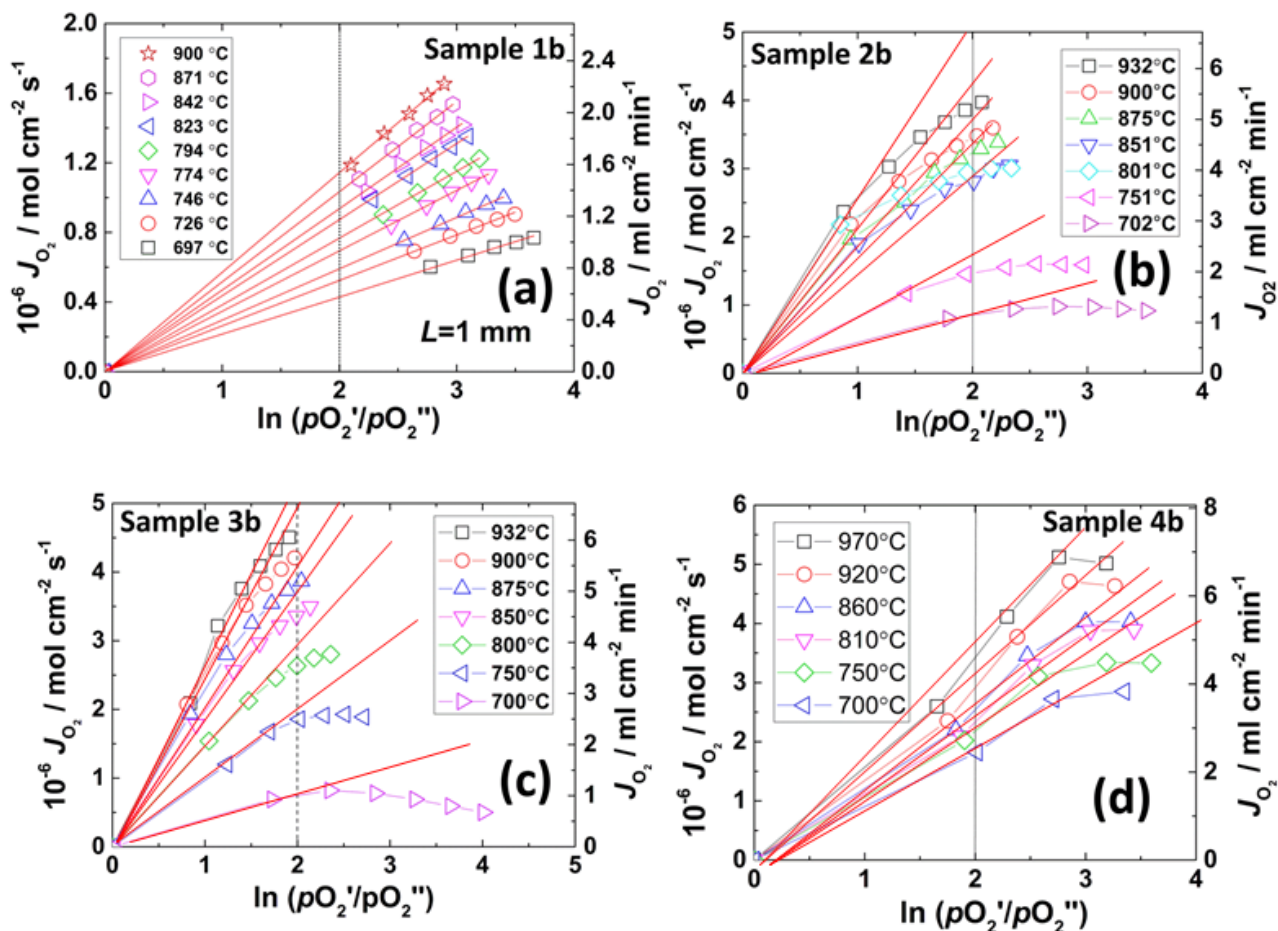 Sample 1b
900 °C
871 °C
842 °C
823 °C
794 °C
774 °C
746 °C
726 °C
697 °C
(a)
L=1 mm
2.0
1.6
1.2
0.8
0.4
0.0
0 1 2 3 4
2.4
2.0
1.6
1.2
0.8
0.4
0.0
10⁻⁶ J_O₂ / mol cm⁻² s⁻¹
J_O₂ / ml cm⁻² min⁻¹
ln (pO₂'/pO₂")
Sample 2b
932°C
900°C
875°C
851°C
801°C
751°C
702°C
(b)
5
4
3
2
1
0
0 1 2 3 4
6
5
4
3
2
1
0
10⁻⁶ J_O₂ / mol cm⁻² s⁻¹
J_O2 / ml cm⁻² min⁻¹
ln(pO₂'/pO₂")
Sample 3b
932°C
900°C
875°C
850°C
800°C
750°C
700°C
(c)
5
4
3
2
1
0
0 1 2 3 4 5
6
5
4
3
2
1
0
10⁻⁶ J_O₂ / mol cm⁻² s⁻¹
J_O₂ / ml cm⁻² min⁻¹
ln (pO₂'/pO₂")
Sample 4b
970°C
920°C
860°C
810°C
750°C
700°C
(d)
6
5
4
3
2
1
0
0 1 2 3 4
8
6
4
2
0
10⁻⁶ J_O₂ / mol cm⁻² s⁻¹
J_O₂ / ml cm⁻² min⁻¹
ln (pO₂'/pO₂")